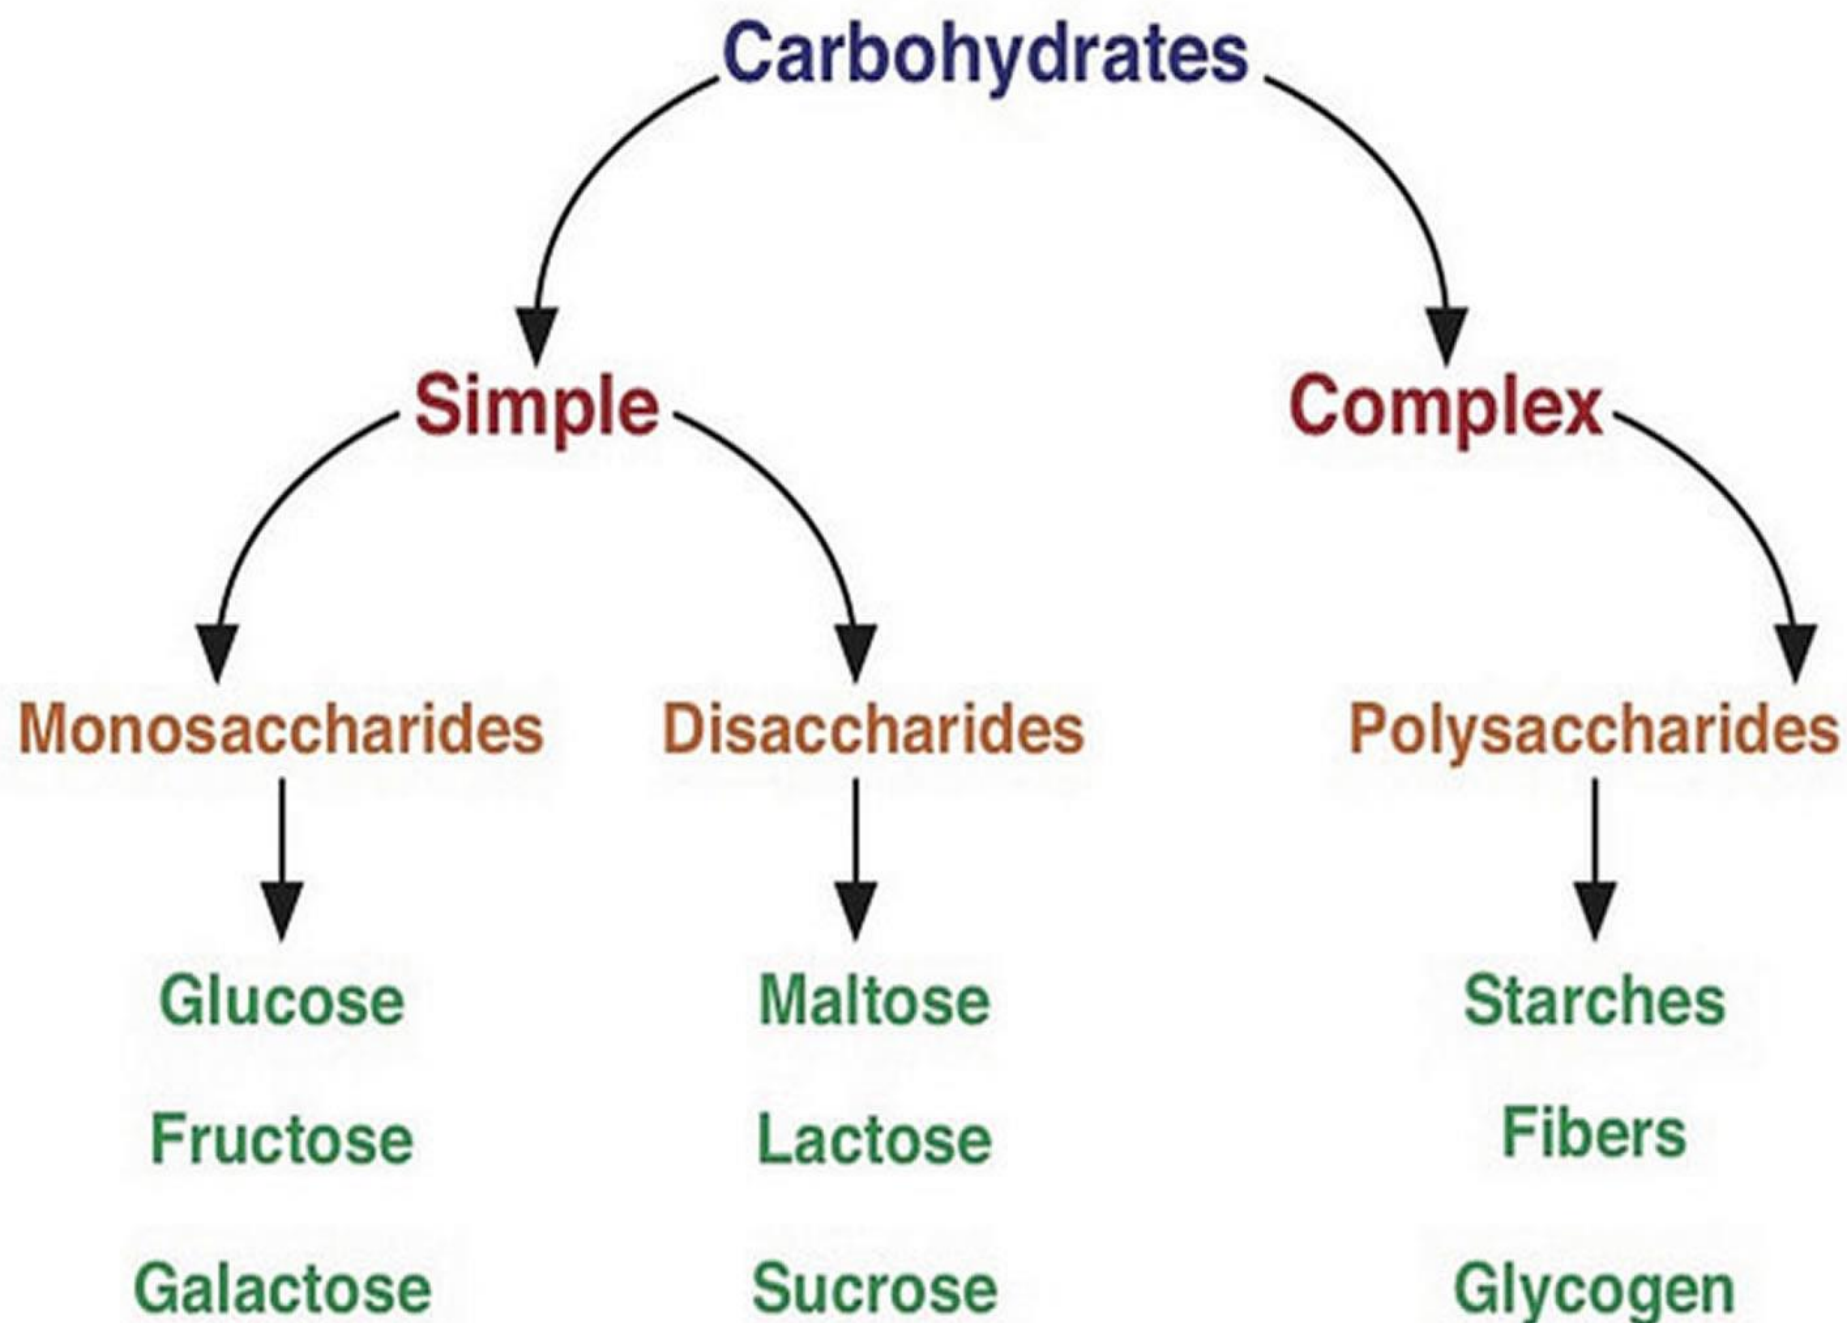 Carbohydrates
Simple
Complex
Monosaccharides
Disaccharides
Polysaccharides
Glucose
Maltose
Starches
Fructose
Lactose
Fibers
Galactose
Sucrose
Glycogen